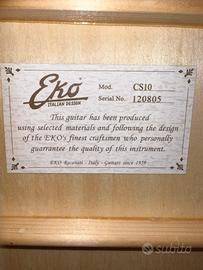 Eko
ITALIAN DESIGN
Mod. CS10
Serial No. 120805
This guitar has been produced
using selected materials and following the design
of the EKO's finest craftsmen who personally
guarantee the quality of this instrument.
EKO Recanati - Italy - Guitars since 1959
subito